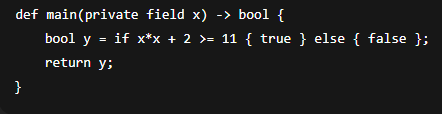 def main(private field x) -> bool {
    bool y = if x*x + 2 >= 11 { true } else { false };
    return y;
}